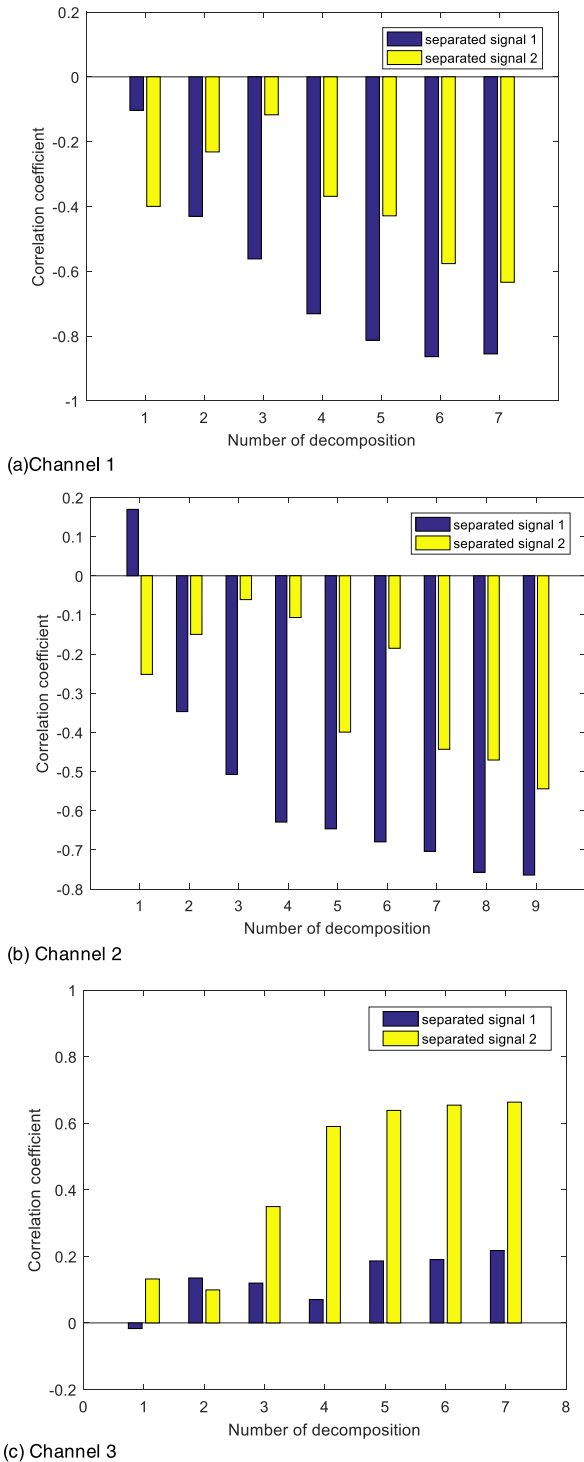 0.2
0
-0.2
-0.4
-0.6
-0.8
-1
Correlation coefficient
separated signal 1
separated signal 2
1 2 3 4 5 6 7
Number of decomposition
(a)Channel 1
0.2
0.1
0
-0.1
-0.2
-0.3
-0.4
-0.5
-0.6
-0.7
-0.8
Correlation coefficient
separated signal 1
separated signal 2
1 2 3 4 5 6 7 8 9
Number of decomposition
(b) Channel 2
1
0.8
0.6
0.4
0.2
0
-0.2
Correlation coefficient
separated signal 1
separated signal 2
0 1 2 3 4 5 6 7 8
Number of decomposition
(c) Channel 3